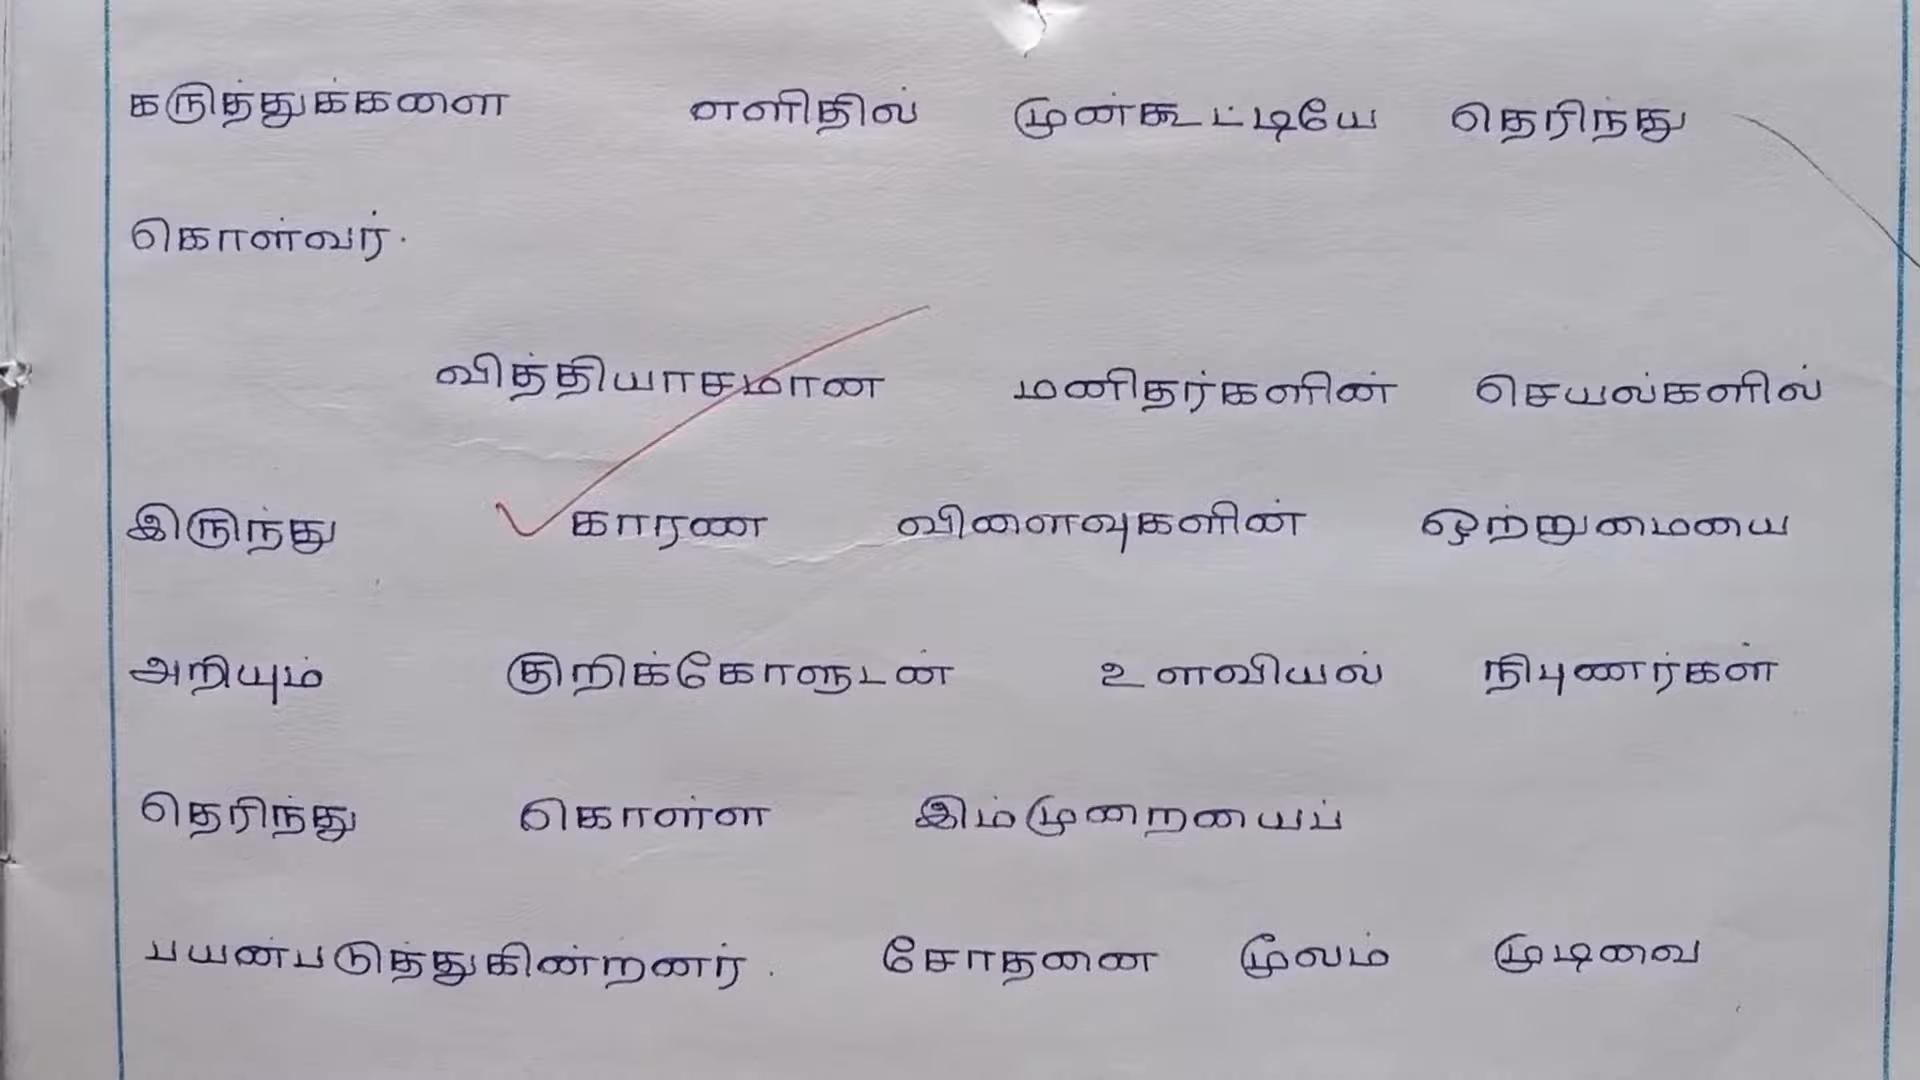 கருத்துக்களை எளிதில் முன்கூட்டியே தெரிந்து
கொள்வர்.
வித்தியாசமான மனிதர்களின் செயல்களில்
இருந்து காரண விளைவுகளின் ஒற்றுமையை
அறியும் குறிக்கோளுடன் உளவியல் நிபுணர்கள்
தெரிந்து கொள்ள இம்முறையைப்
பயன்படுத்துகின்றனர். சோதனை மூலம் முடிவை